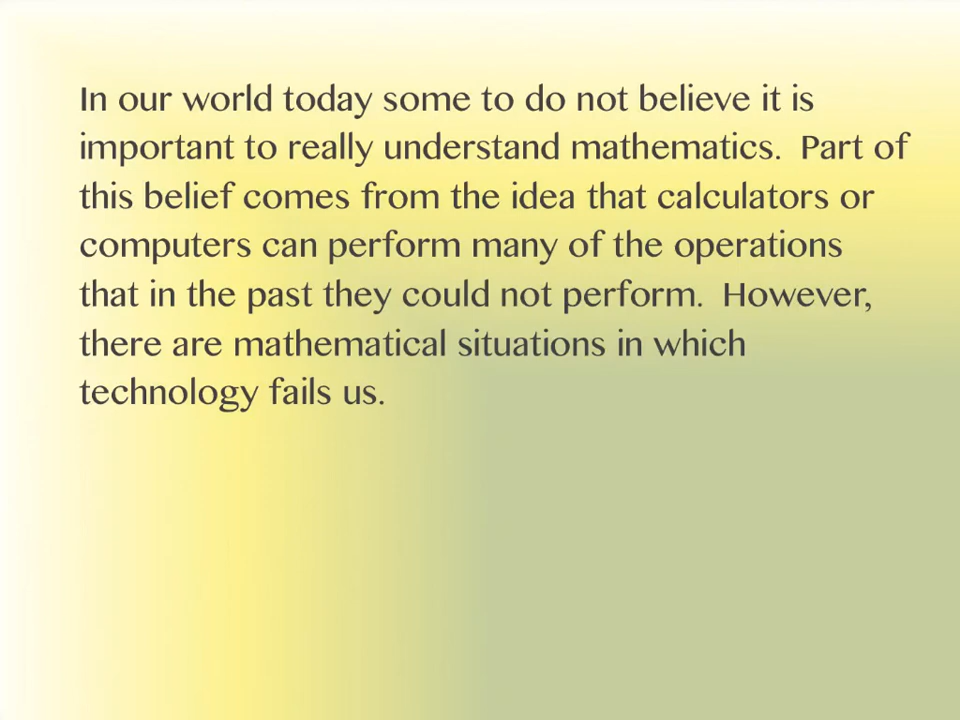 In our world today some to do not believe it is
important to really understand mathematics.  Part of
this belief comes from the idea that calculators or
computers can perform many of the operations
that in the past they could not perform.  However,
there are mathematical situations in which
technology fails us.